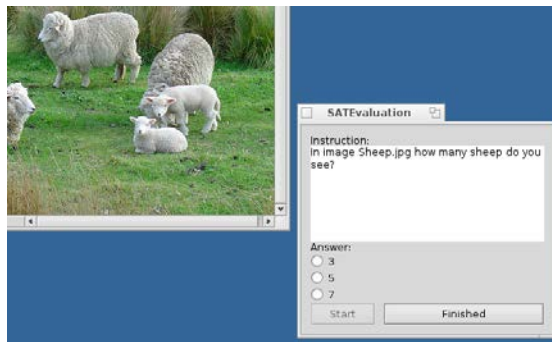 SATEvaluation
Instruction:
In image Sheep.jpg how many sheep do you
see?
Answer:
3
5
7
Start
Finished